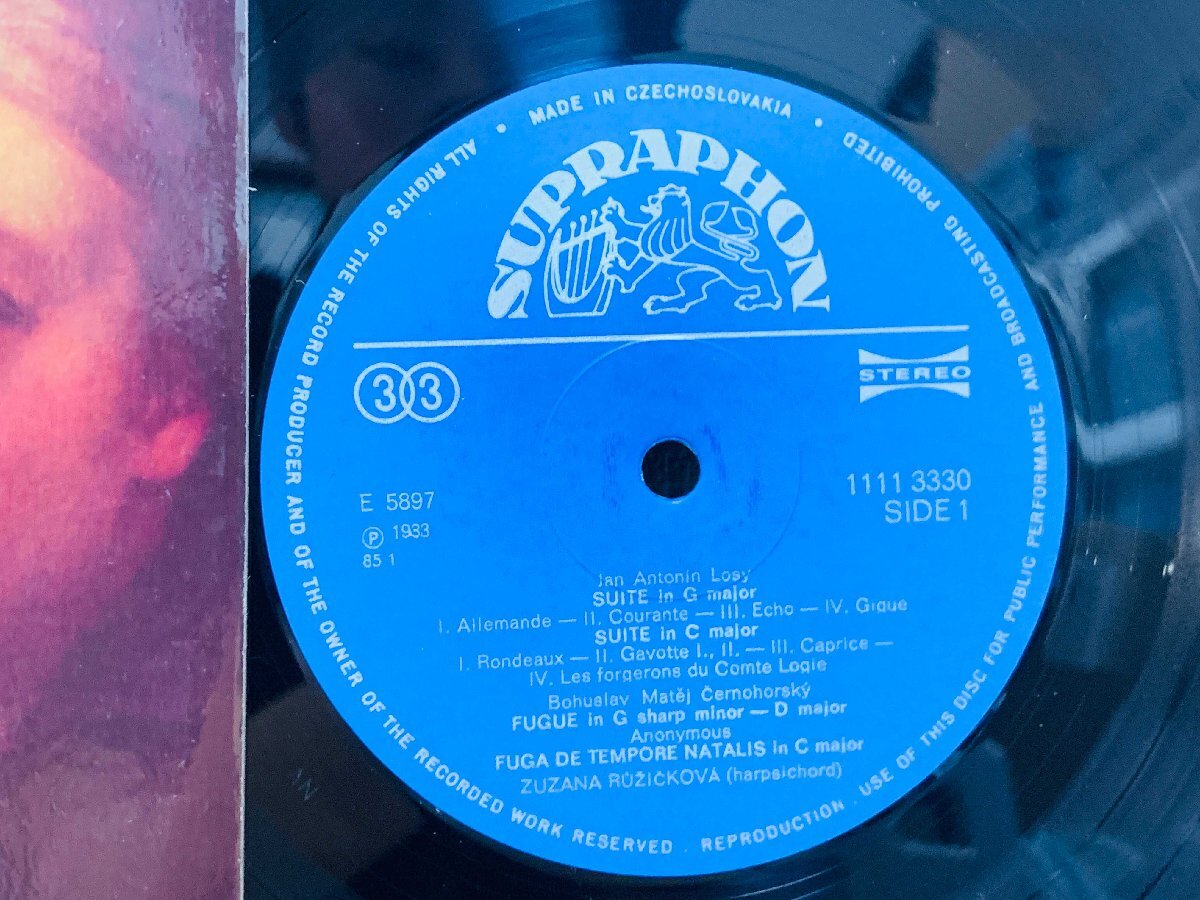 MADE IN CZECHOSLOVAKIA
SUPRAPHON
33
STEREO
E 5897
1111 3330
SIDE 1
℗ 1983
85 1
Jan Antonín Losy
SUITE in G major
I. Allemande — II. Courante — III. Echo — IV. Gigue
SUITE in C major
I. Rondeaux — II. Gavotte I., II. — III. Caprice —
IV. Les forgerons du Comte Logie
Bohuslav Matěj Černohorský
FUGUE in G sharp minor — D major
Anonymous
FUGA DE TEMPORE NATALIS in C major
ZUZANA RŮŽIČKOVÁ (harpsichord)
ALL RIGHTS OF THE RECORD PRODUCER AND OF THE OWNER OF THE RECORDED WORK RESERVED . REPRODUCTION . USE OF THIS DISC FOR PUBLIC PERFORMANCE AND BROADCASTING PROHIBITED